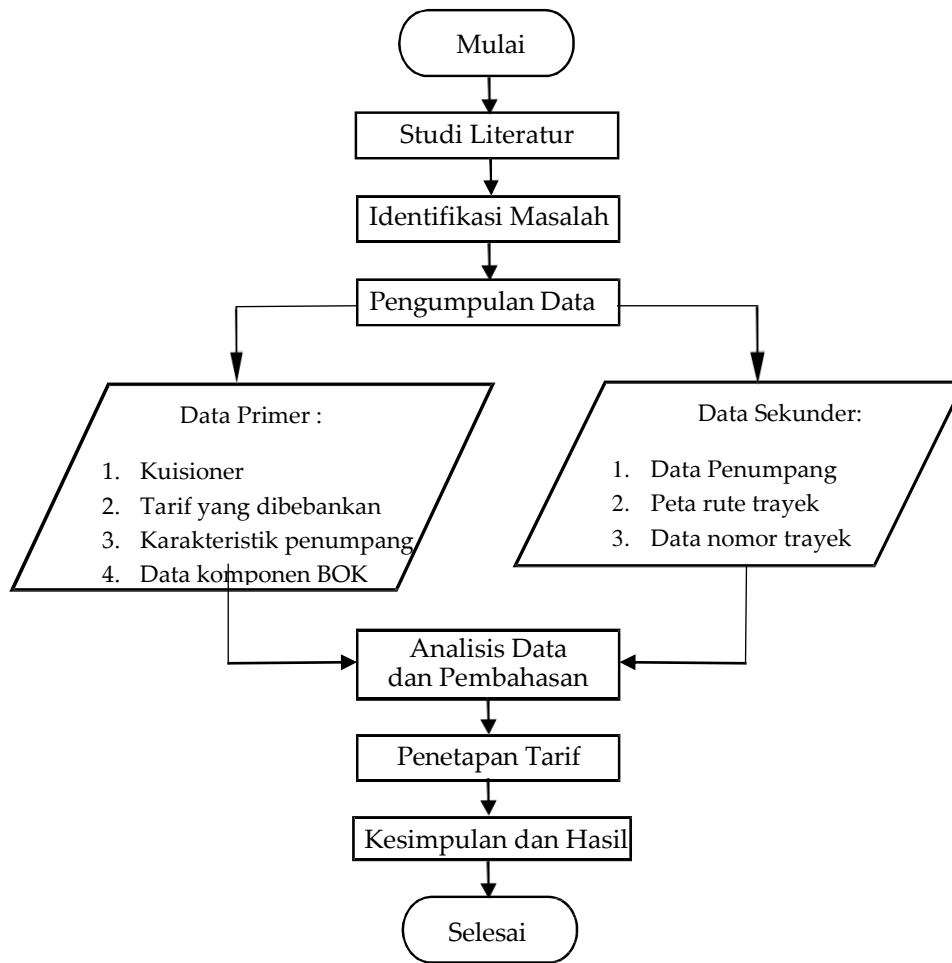 Mulai
Studi Literatur
Identifikasi Masalah
Pengumpulan Data
Data Primer :
1. Kuisioner
2. Tarif yang dibebankan
3. Karakteristik penumpang
4. Data komponen BOK
Data Sekunder:
1. Data Penumpang
2. Peta rute trayek
3. Data nomor trayek
Analisis Data
dan Pembahasan
Penetapan Tarif
Kesimpulan dan Hasil
Selesai